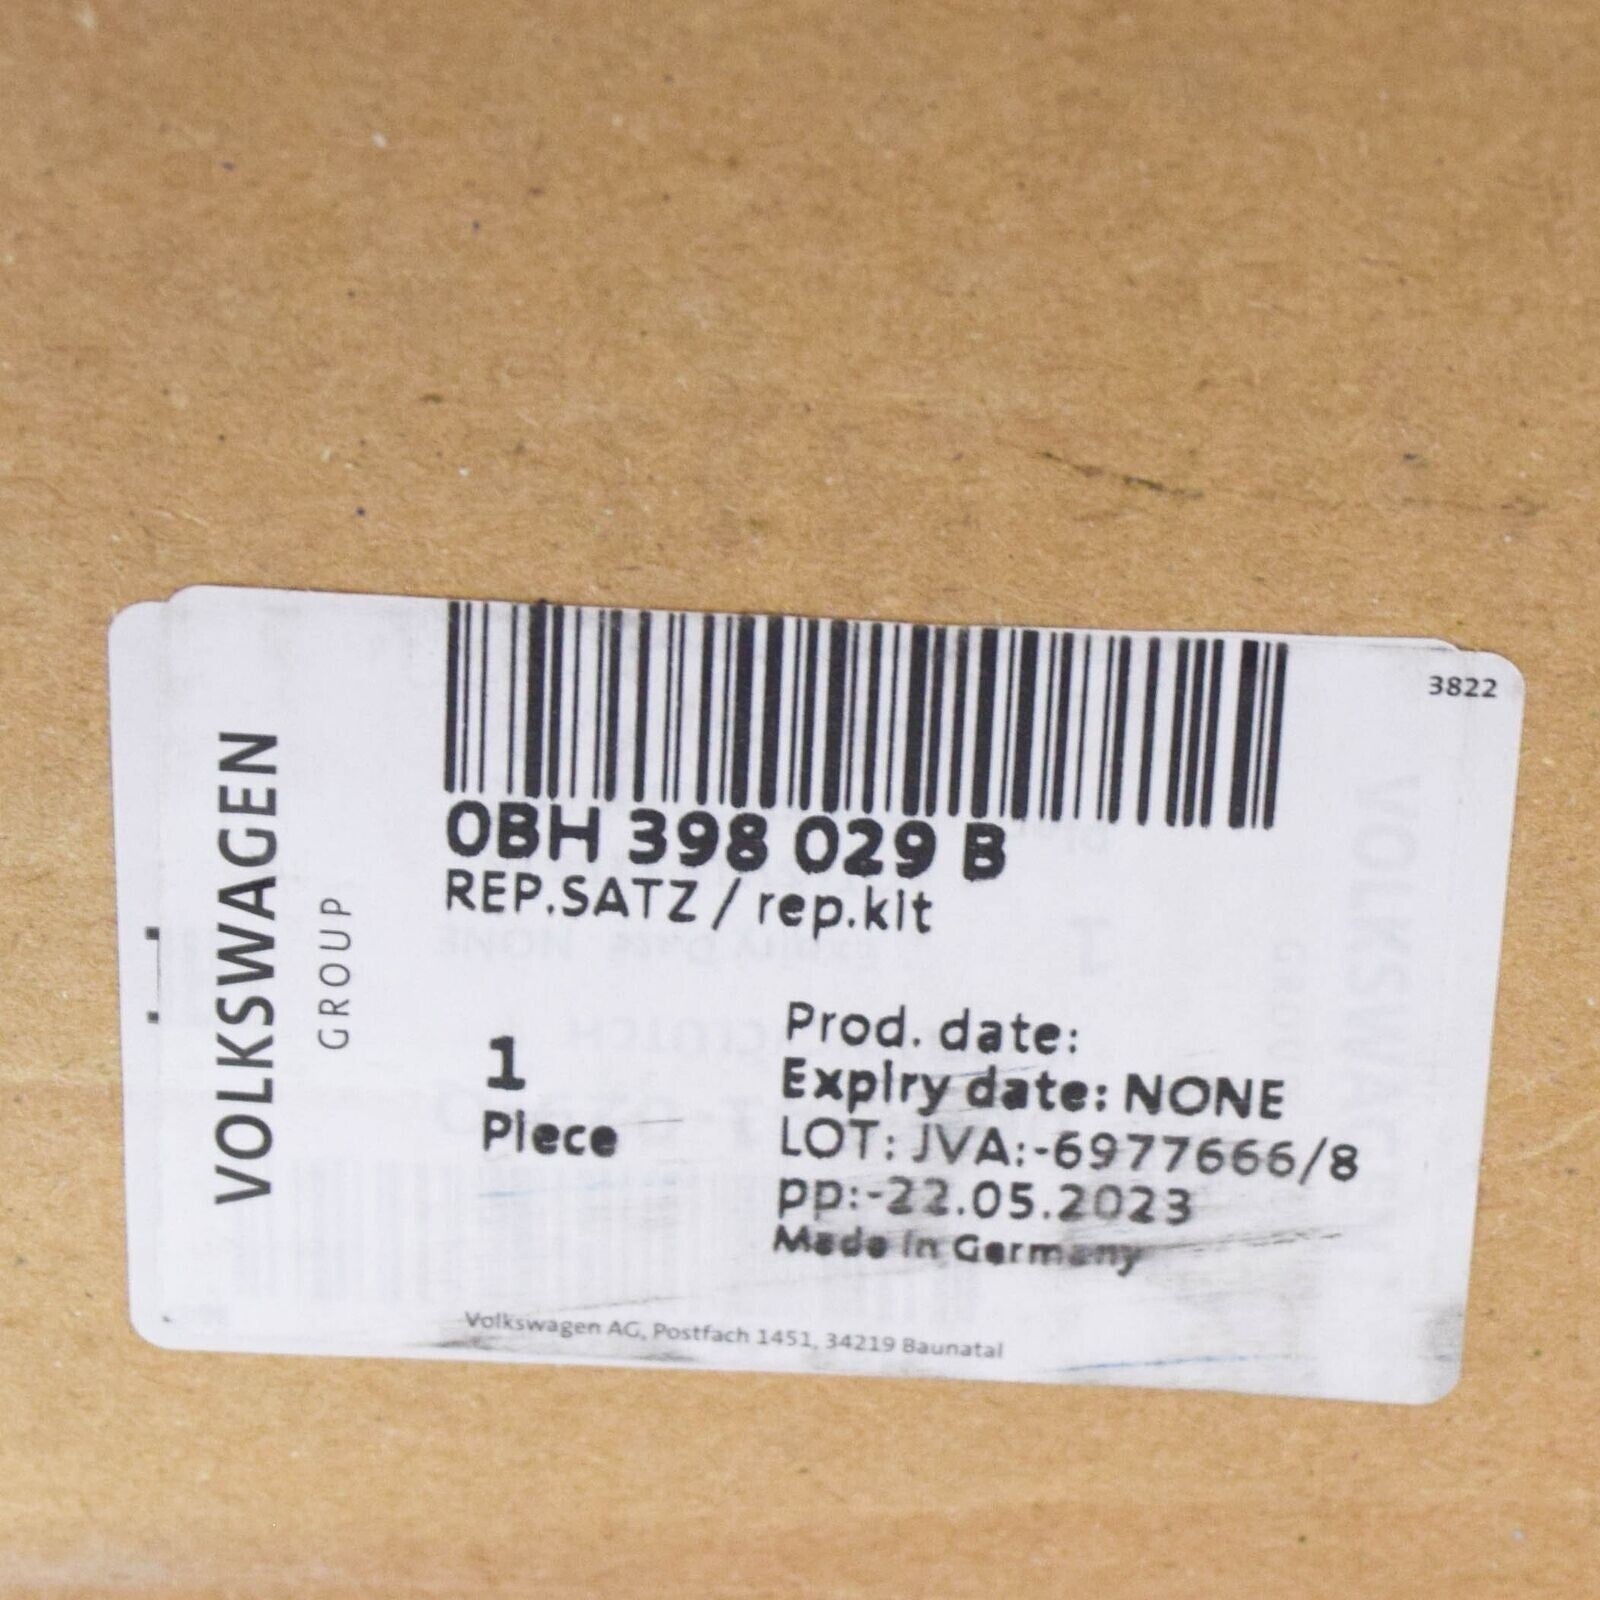 3822
VOLKSWAGEN
GROUP
0BH 398 029 B
REP.SATZ / rep.kit
1
Piece
Prod. date:
Expiry date: NONE
LOT: JVA:-6977666/8
pp:-22.05.2023
Made in Germany
Volkswagen AG, Postfach 1451, 34219 Baunatal